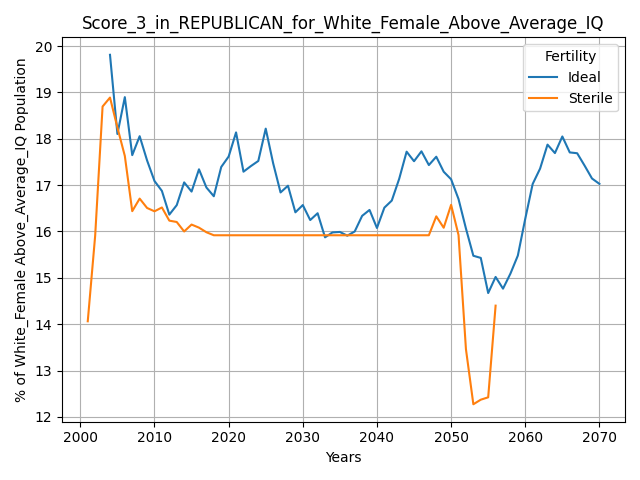 Score_3_in_REPUBLICAN_for_White_Female_Above_Average_IQ
% of White_Female Above_Average_IQ Population
20
19
18
17
16
15
14
13
12
Fertility
Ideal
Sterile
2000 2010 2020 2030 2040 2050 2060 2070
Years